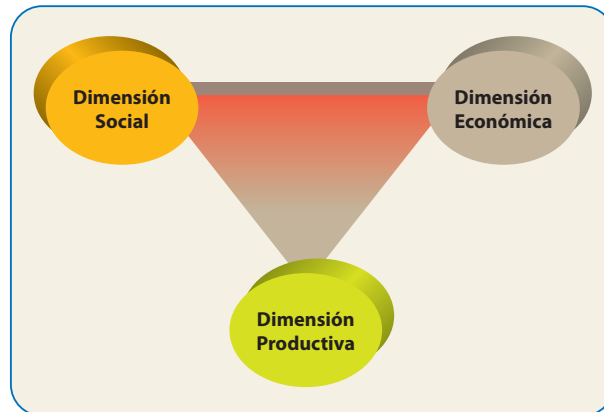 Dimensión
Social
Dimensión
Económica
Dimensión
Productiva